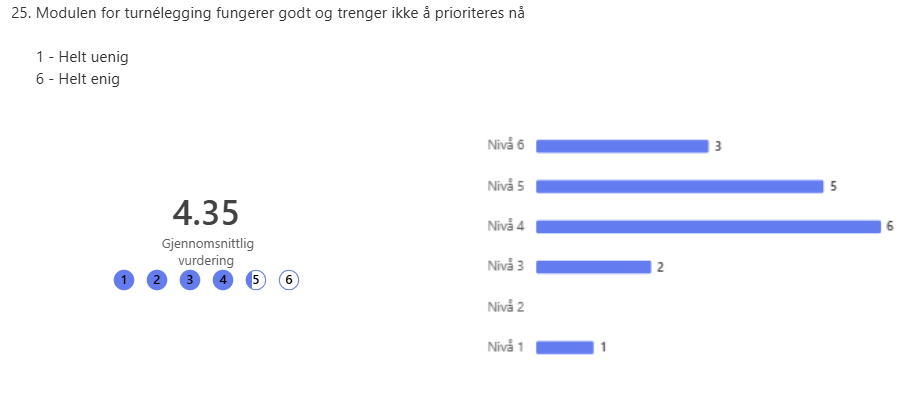 25. Modulen for turnélegging fungerer godt og trenger ikke å prioriteres nå
1 - Helt uenig
6 - Helt enig
4.35
Gjennomsnittlig
vurdering
1 2 3 4 5 6
Nivå 6 3
Nivå 5 5
Nivå 4 6
Nivå 3 2
Nivå 2
Nivå 1 1